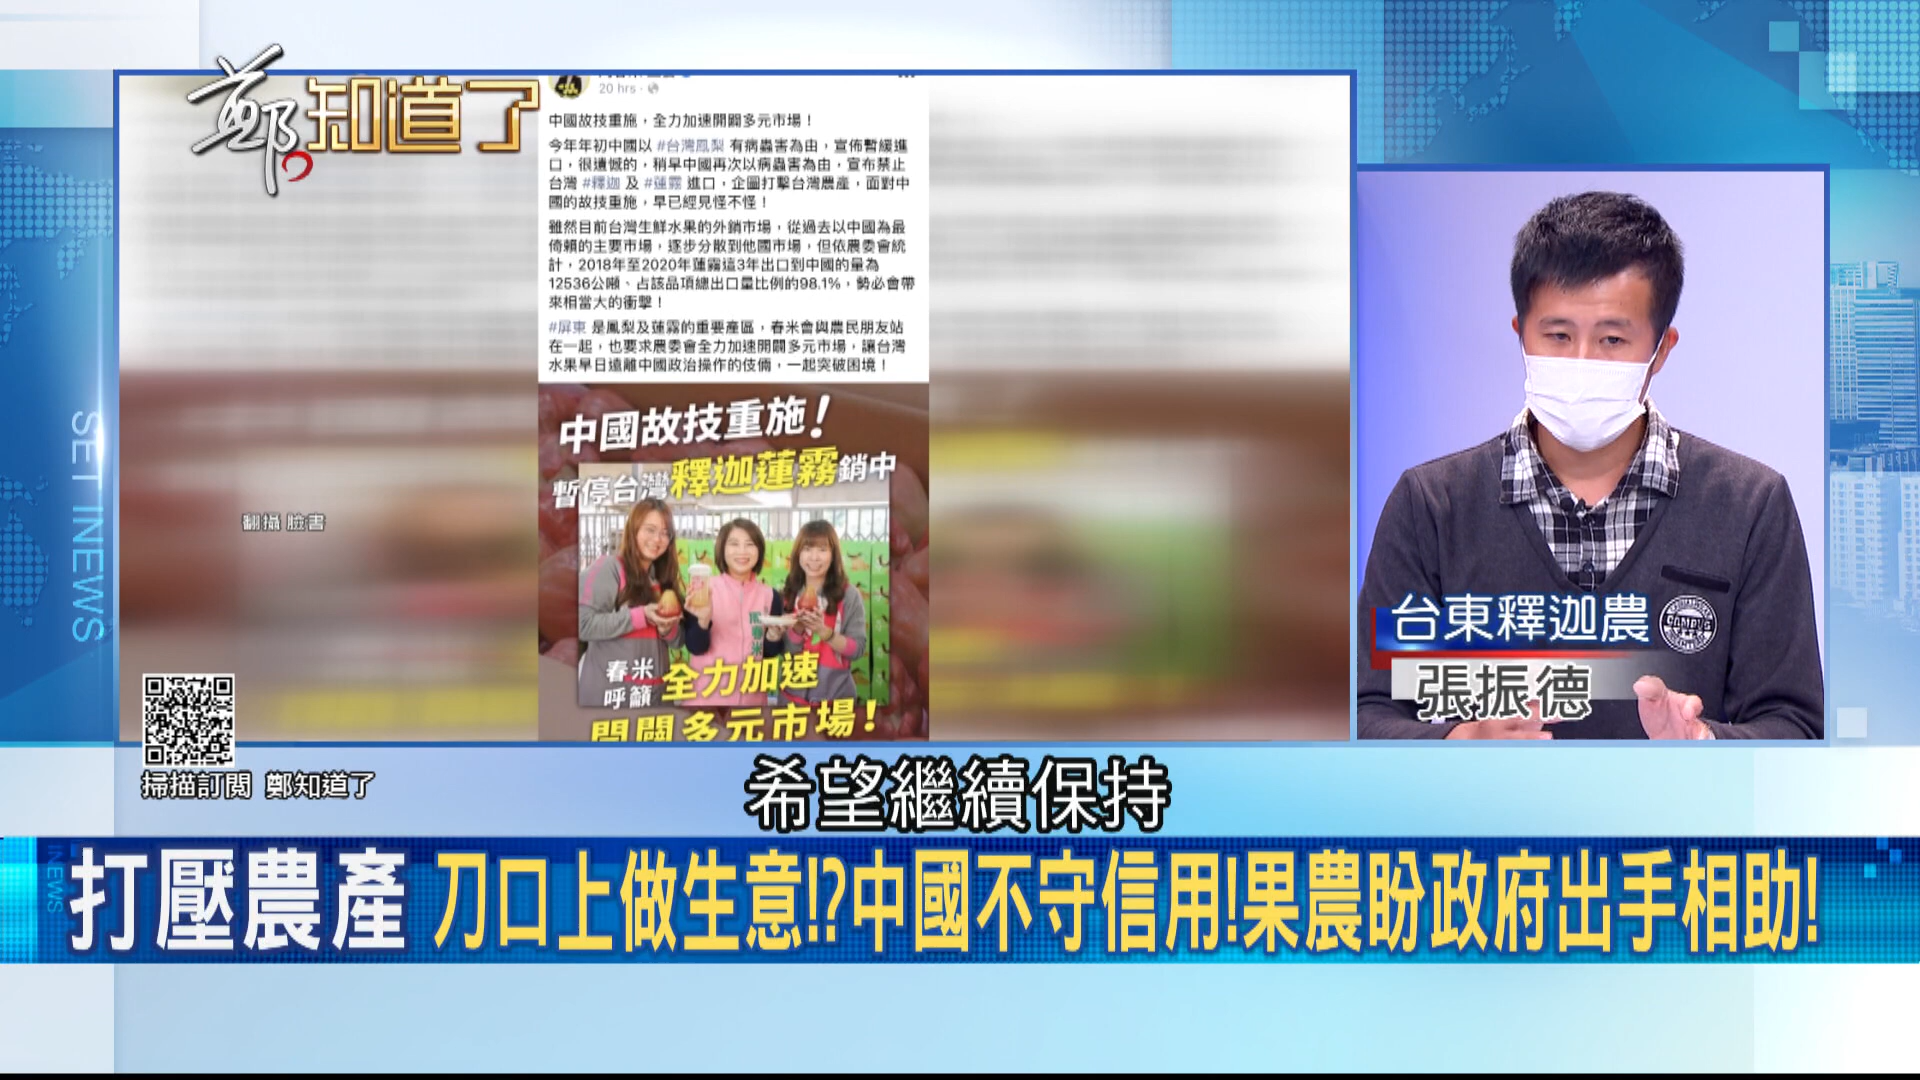 鄭知道了
20 hrs
中國故技重施，全力加速開闢多元市場！
今年年初中國以 #台灣鳳梨 有病蟲害為由，宣佈暫緩進
口，很遺憾的，稍早中國再次以病蟲害為由，宣布禁止
台灣 #釋迦 及 #蓮霧 進口，企圖打擊台灣農產，面對中
國的故技重施，早已經見怪不怪！
雖然目前台灣生鮮水果的外銷市場，從過去以中國為最
倚賴的主要市場，逐步分散到他國市場，但依農委會統
計，2018年至2020年蓮霧這3年出口到中國的量為
12536公噸、占該品項總出口量比例的98.1%，勢必會帶
來相當大的衝擊！
#屏東 是鳳梨及蓮霧的重要產區，春米會與農民朋友站
在一起，也要求農委會全力加速開闢多元市場，讓台灣
水果早日遠離中國政治操作的伎倆，一起突破困境！
中國故技重施！
暫停台灣釋迦蓮霧銷中
春米
呼籲
全力加速
開闢多元市場！
翻攝 臉書
SET INEWS
台東釋迦農
張振德
掃描訂閱 鄭知道了
希望繼續保持
INEWS
打壓農產 刀口上做生意!?中國不守信用!果農盼政府出手相助!